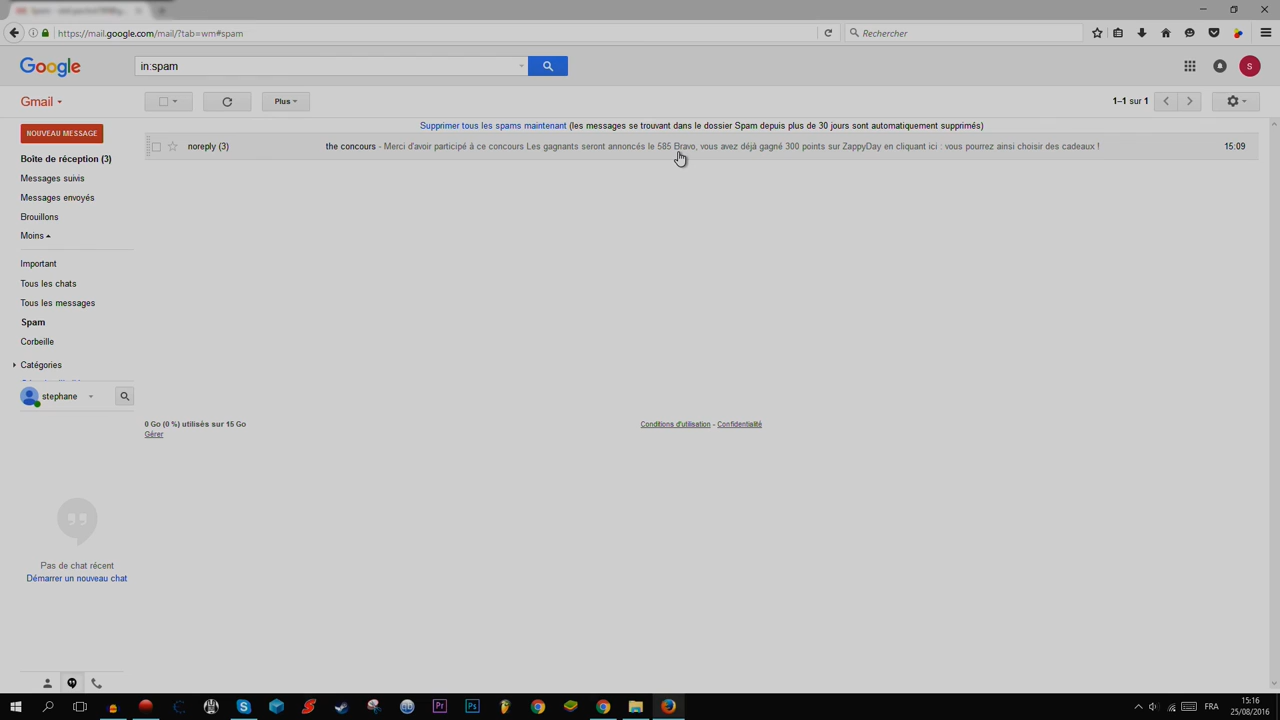 https://mail.google.com/mail/?tab=wm#spam
Rechercher
Google
in:spam
S
Gmail
Plus
1–1 sur 1
NOUVEAU MESSAGE
Supprimer tous les spams maintenant (les messages se trouvant dans le dossier Spam depuis plus de 30 jours sont automatiquement supprimés)
Boîte de réception (3)
noreply (3)
the concours - Merci d'avoir participé à ce concours Les gagnants seront annoncés le 585 Bravo, vous avez déjà gagné 300 points sur ZappyDay en cliquant ici : vous pourrez ainsi choisir des cadeaux !
15:09
Messages suivis
Messages envoyés
Brouillons
Moins
Important
Tous les chats
Tous les messages
Spam
Corbeille
Catégories
stephane
0 Go (0 %) utilisés sur 15 Go
Gérer
Conditions d'utilisation - Confidentialité
Pas de chat récent
Démarrer un nouveau chat
Pr
Ps
FRA
15:16
25/08/2016